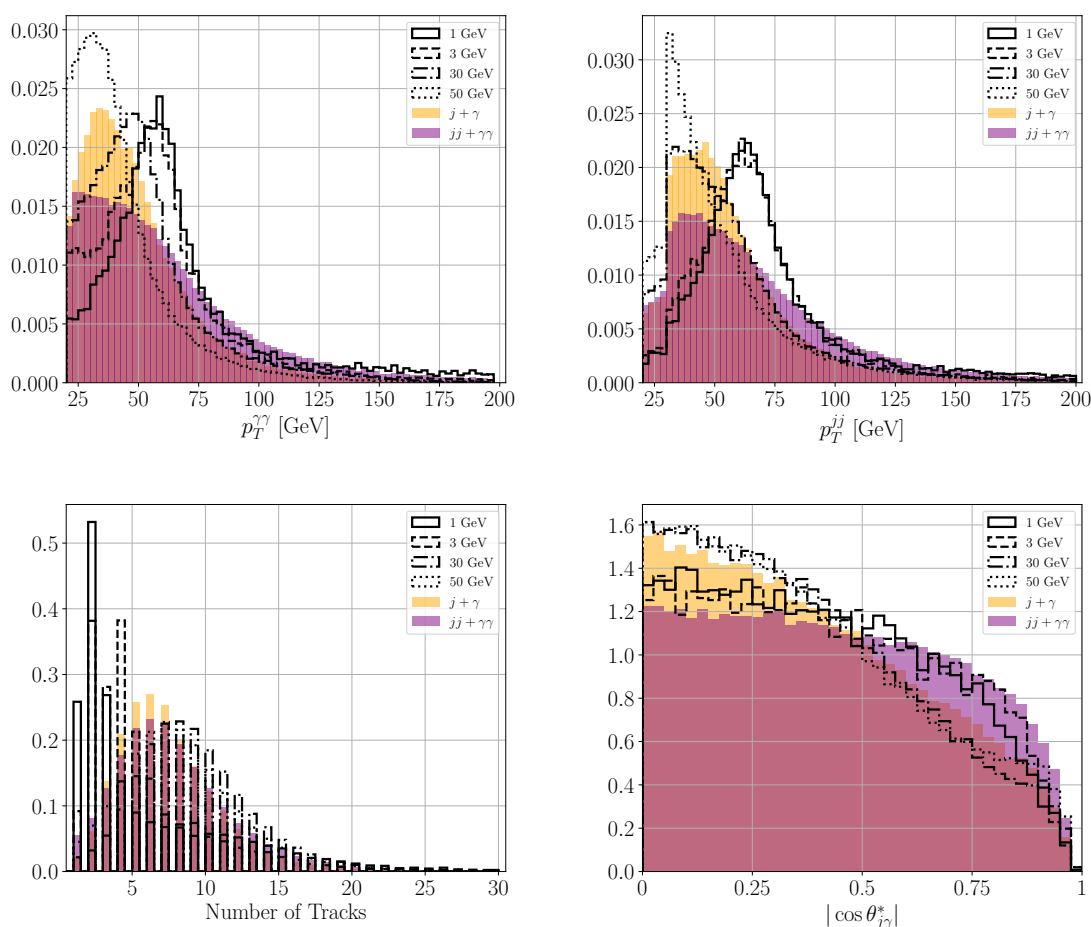 0.030
0.025
0.020
0.015
0.010
0.005
0.000
25 50 75 100 125 150 175 200
p_T^{γγ} [GeV]
1 GeV
3 GeV
30 GeV
50 GeV
j + γ
jj + γγ
0.030
0.025
0.020
0.015
0.010
0.005
0.000
25 50 75 100 125 150 175 200
p_T^{jj} [GeV]
1 GeV
3 GeV
30 GeV
50 GeV
j + γ
jj + γγ
0.5
0.4
0.3
0.2
0.1
0.0
5 10 15 20 25 30
Number of Tracks
1 GeV
3 GeV
30 GeV
50 GeV
j + γ
jj + γγ
1.6
1.4
1.2
1.0
0.8
0.6
0.4
0.2
0.0
0 0.25 0.5 0.75 1
| cos θ*_{jγ}|
1 GeV
3 GeV
30 GeV
50 GeV
j + γ
jj + γγ